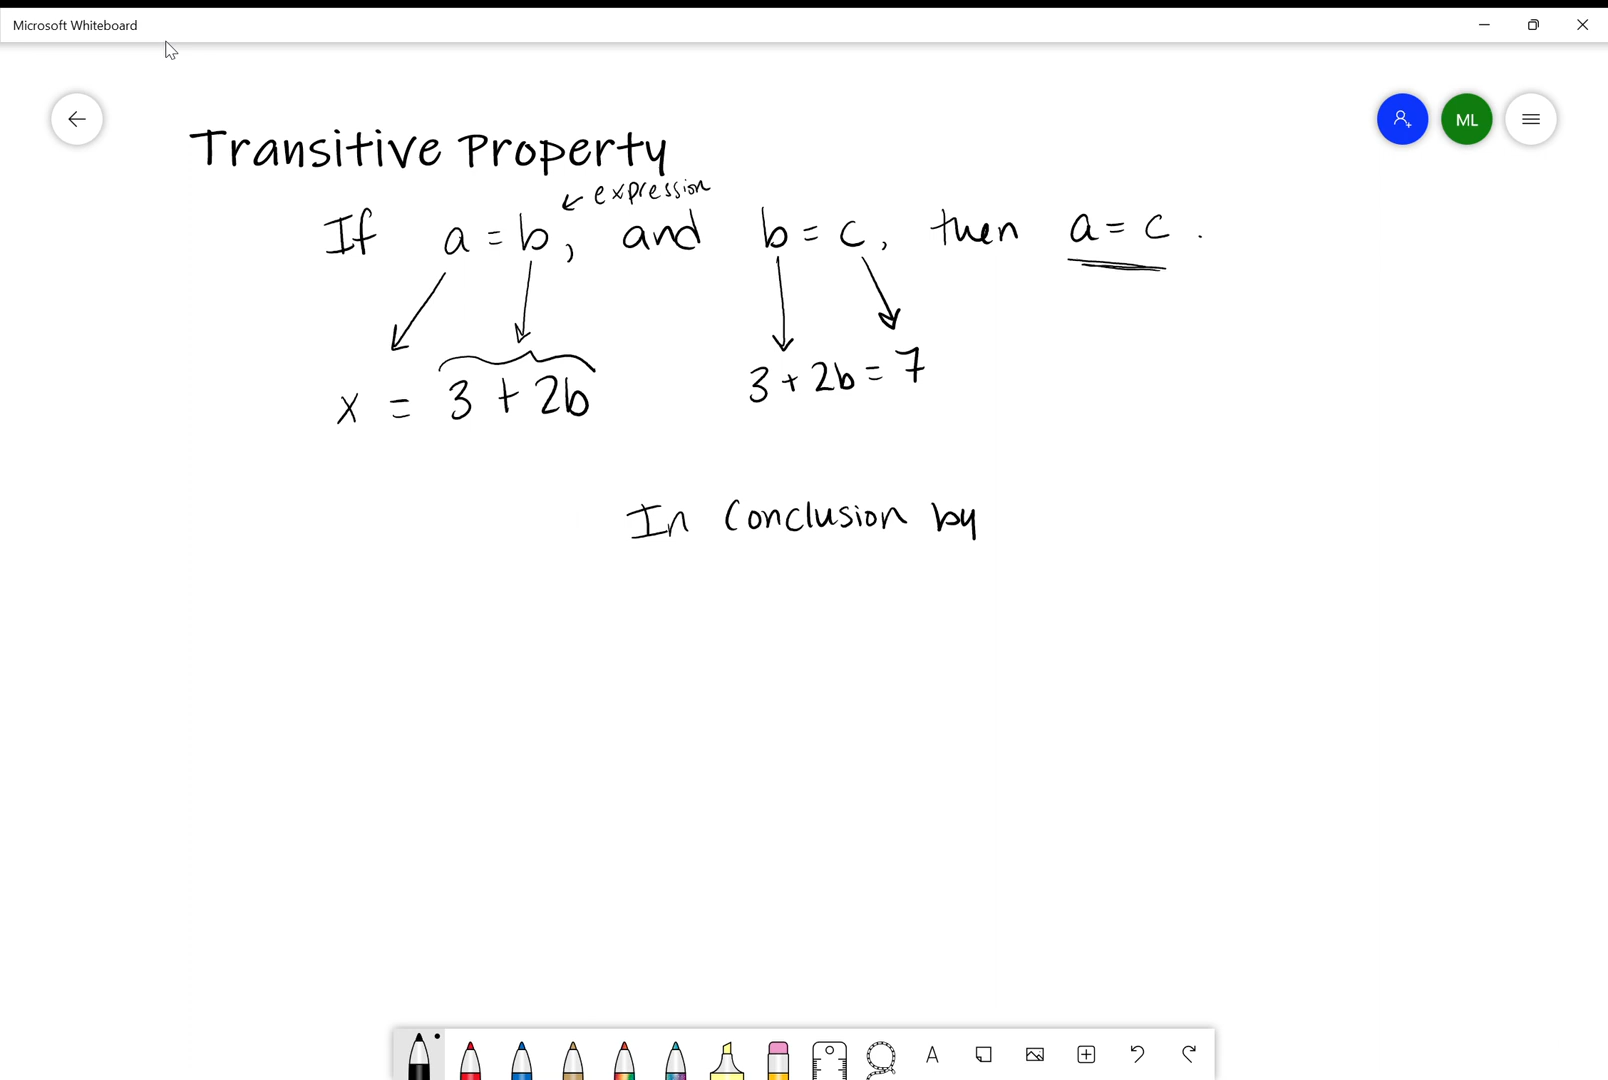 Microsoft Whiteboard
ML
Transitive Property
expression
If a = b, and b = c, then a = c.
x = 3 + 2b
3 + 2b = 7
In Conclusion by
A